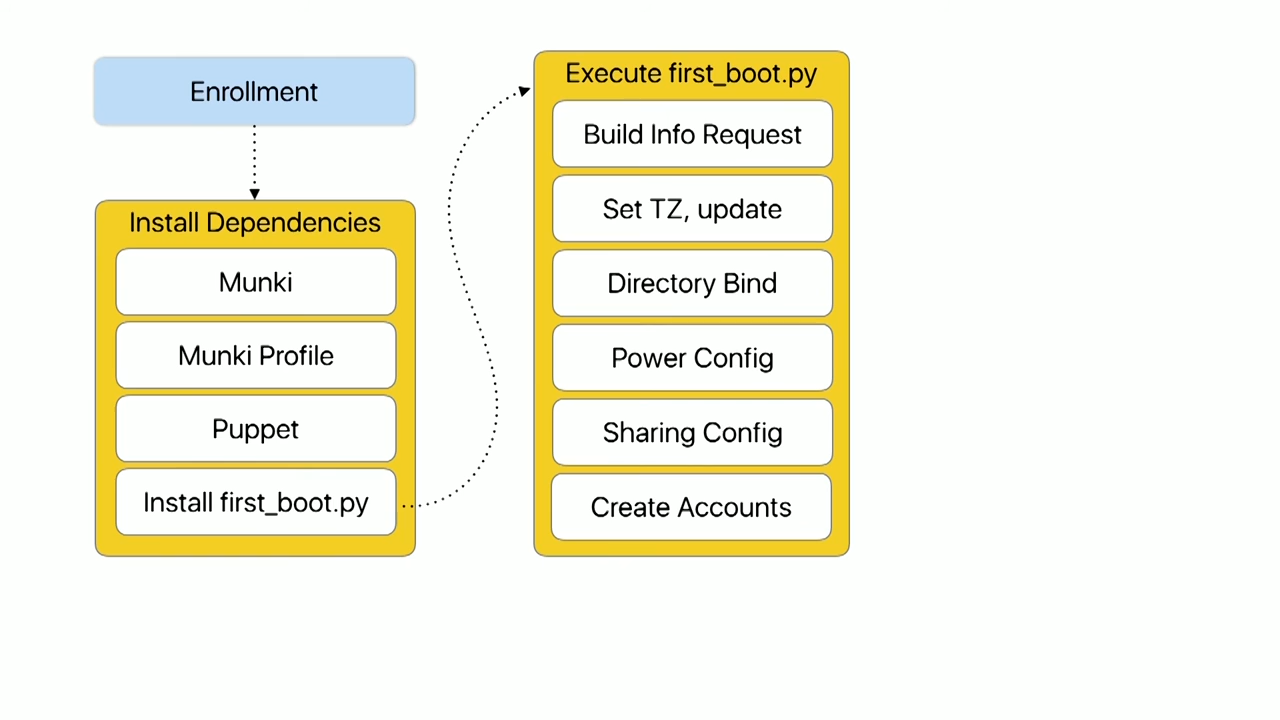 Enrollment
Install Dependencies
Munki
Munki Profile
Puppet
Install first_boot.py
Execute first_boot.py
Build Info Request
Set TZ, update
Directory Bind
Power Config
Sharing Config
Create Accounts